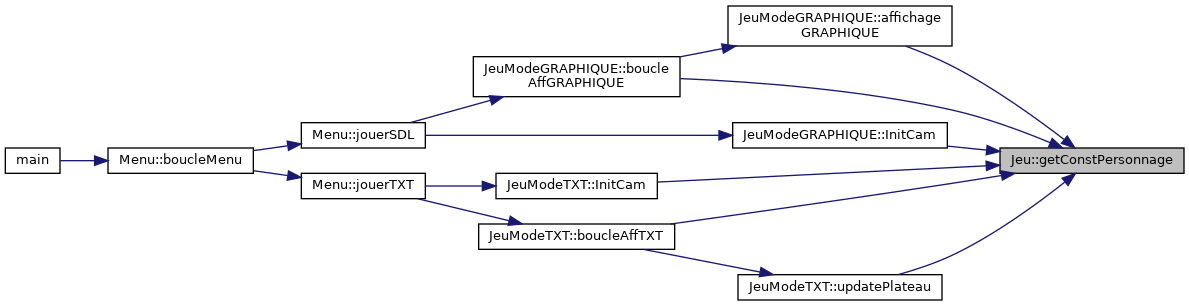 JeuModeGRAPHIQUE::affichage
GRAPHIQUE
JeuModeGRAPHIQUE::boucle
AffGRAPHIQUE
Menu::jouerSDL
JeuModeGRAPHIQUE::InitCam
main
Menu::boucleMenu
Jeu::getConstPersonnage
Menu::jouerTXT
JeuModeTXT::InitCam
JeuModeTXT::boucleAffTXT
JeuModeTXT::updatePlateau